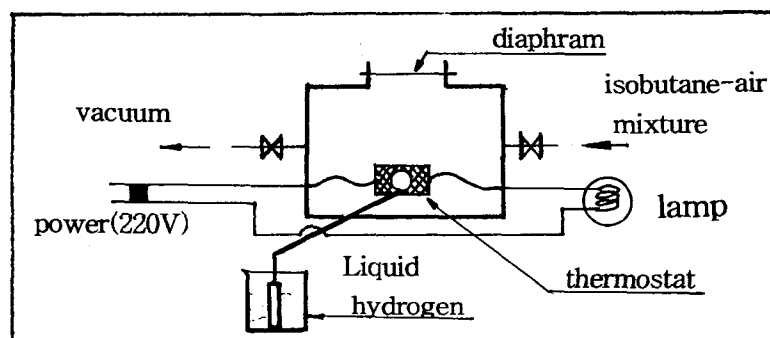 diaphram
vacuum
isobutane-air
mixture
power(220V)
lamp
Liquid
hydrogen
thermostat